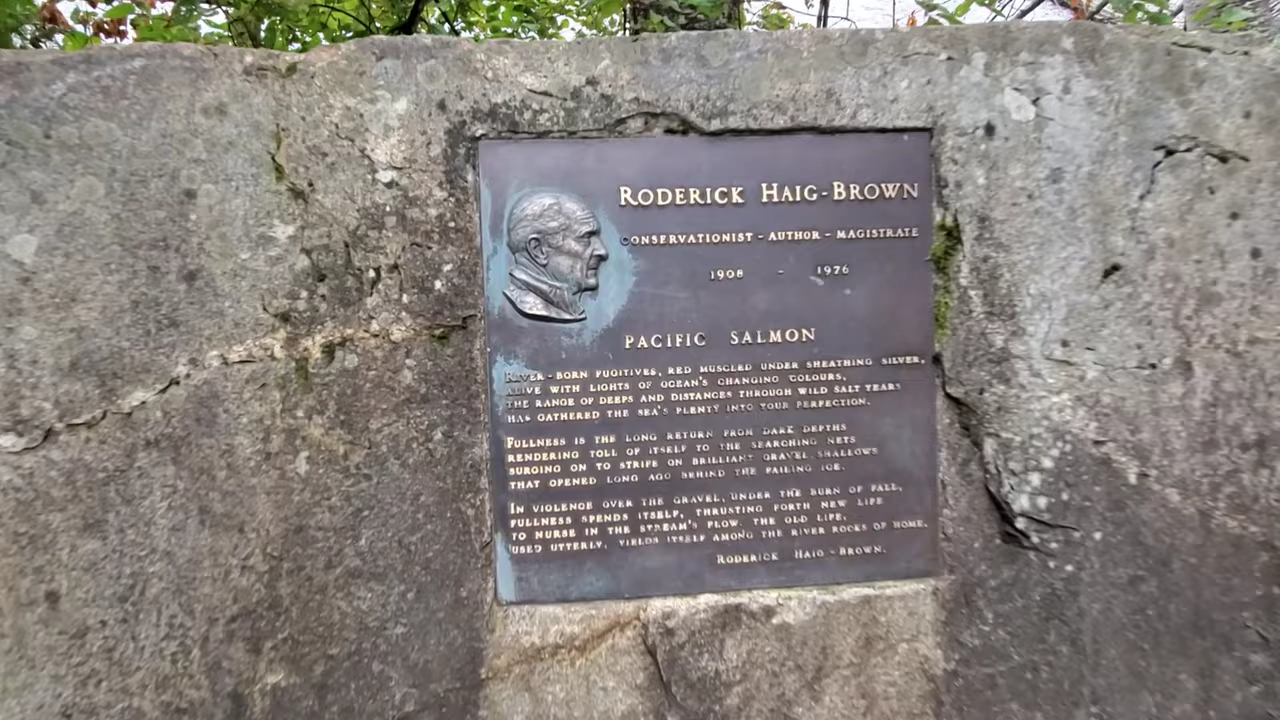 RODERICK HAIG-BROWN
CONSERVATIONIST - AUTHOR - MAGISTRATE
1908 - 1976
PACIFIC SALMON
RIVER-BORN FUGITIVES, RED MUSCLED UNDER SHEATHING SILVER,
ALIVE WITH LIGHTS OF OCEAN'S CHANGING COLOURS,
THE RANGE OF DEEPS AND DISTANCES THROUGH WILD SALT YEARS
HAS GATHERED THE SEA'S PLENTY INTO YOUR PERFECTION.
FULLNESS IS THE LONG RETURN FROM DARK DEPTHS
RENDERING TOLL OF ITSELF TO THE SEARCHING NETS
SURGING ON TO STRIFE ON BRILLIANT GRAVEL SHALLOWS
THAT OPENED LONG AGO BEHIND THE FAILING ICE.
IN VIOLENCE OVER THE GRAVEL, UNDER THE BURN OF FALL,
FULLNESS SPENDS ITSELF, THRUSTING FORTH NEW LIFE
TO NURSE IN THE STREAM'S FLOW. THE OLD LIFE,
USED UTTERLY, YIELDS ITSELF AMONG THE RIVER ROCKS OF HOME.
RODERICK HAIG-BROWN.